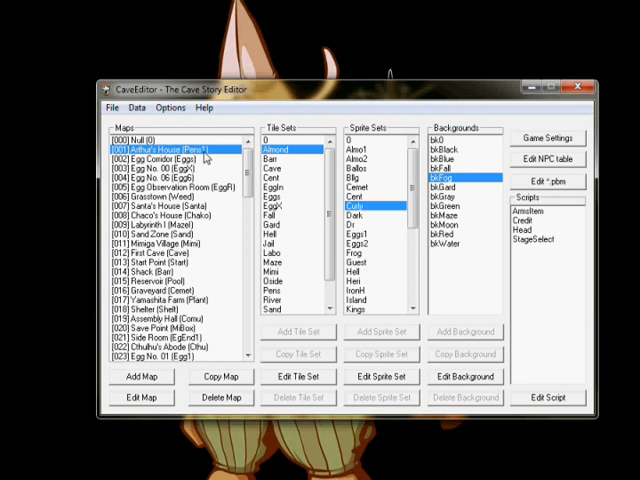 CaveEditor - The Cave Story Editor
File Data Options Help
Maps
[000] Null (0)
[001] Arthur's House (Pens1)
[002] Egg Corridor (Eggs)
[003] Egg No. 00 (EggX)
[004] Egg No. 06 (Egg6)
[005] Egg Observation Room (EggR)
[006] Grasstown (Weed)
[007] Santa's House (Santa)
[008] Chaco's House (Chako)
[009] Labyrinth I (MazeI)
[010] Sand Zone (Sand)
[011] Mimiga Village (Mimi)
[012] First Cave (Cave)
[013] Start Point (Start)
[014] Shack (Barr)
[015] Reservoir (Pool)
[016] Graveyard (Cemet)
[017] Yamashita Farm (Plant)
[018] Shelter (Shelt)
[019] Assembly Hall (Comu)
[020] Save Point (MiBox)
[021] Side Room (EgEnd1)
[022] Cthulhu's Abode (Cthu)
[023] Egg No. 01 (Egg1)
Add Map
Copy Map
Edit Map
Delete Map
Tile Sets
0
Almond
Barr
Cave
Cent
EggIn
Eggs
EggX
Fall
Gard
Hell
Jail
Labo
Maze
Mimi
Oside
Pens
River
Sand
Add Tile Set
Copy Tile Set
Edit Tile Set
Delete Tile Set
Sprite Sets
0
Almo1
Almo2
Ballos
Bllg
Cemet
Cent
Curly
Dark
Dr
Eggs1
Eggs2
Frog
Guest
Hell
Heri
IronH
Island
Kings
Add Sprite Set
Copy Sprite Set
Edit Sprite Set
Delete Sprite Set
Backgrounds
bk0
bkBlack
bkBlue
bkFall
bkFog
bkGard
bkGray
bkGreen
bkMaze
bkMoon
bkRed
bkWater
Add Background
Copy Background
Edit Background
Delete Background
Game Settings
Edit NPC table
Edit *.pbm
Scripts
ArmsItem
Credit
Head
StageSelect
Edit Script